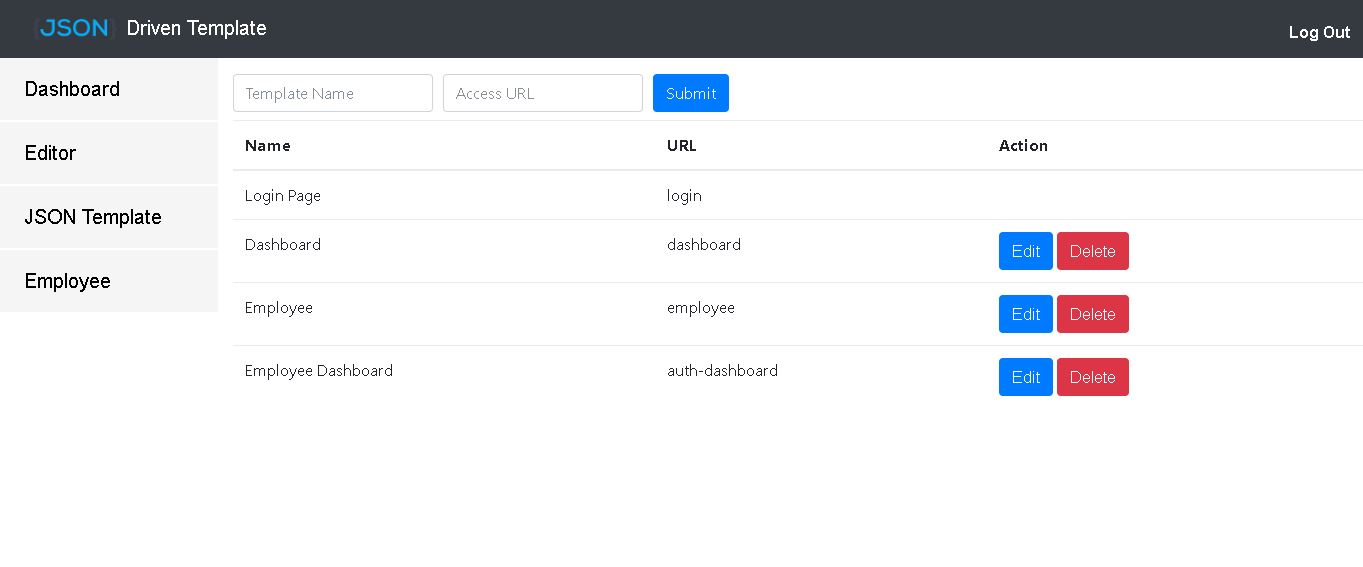 {JSON} Driven Template
Log Out
Dashboard
Editor
JSON Template
Employee
Template Name Access URL Submit
Name URL Action
Login Page login
Dashboard dashboard Edit Delete
Employee employee Edit Delete
Employee Dashboard auth-dashboard Edit Delete